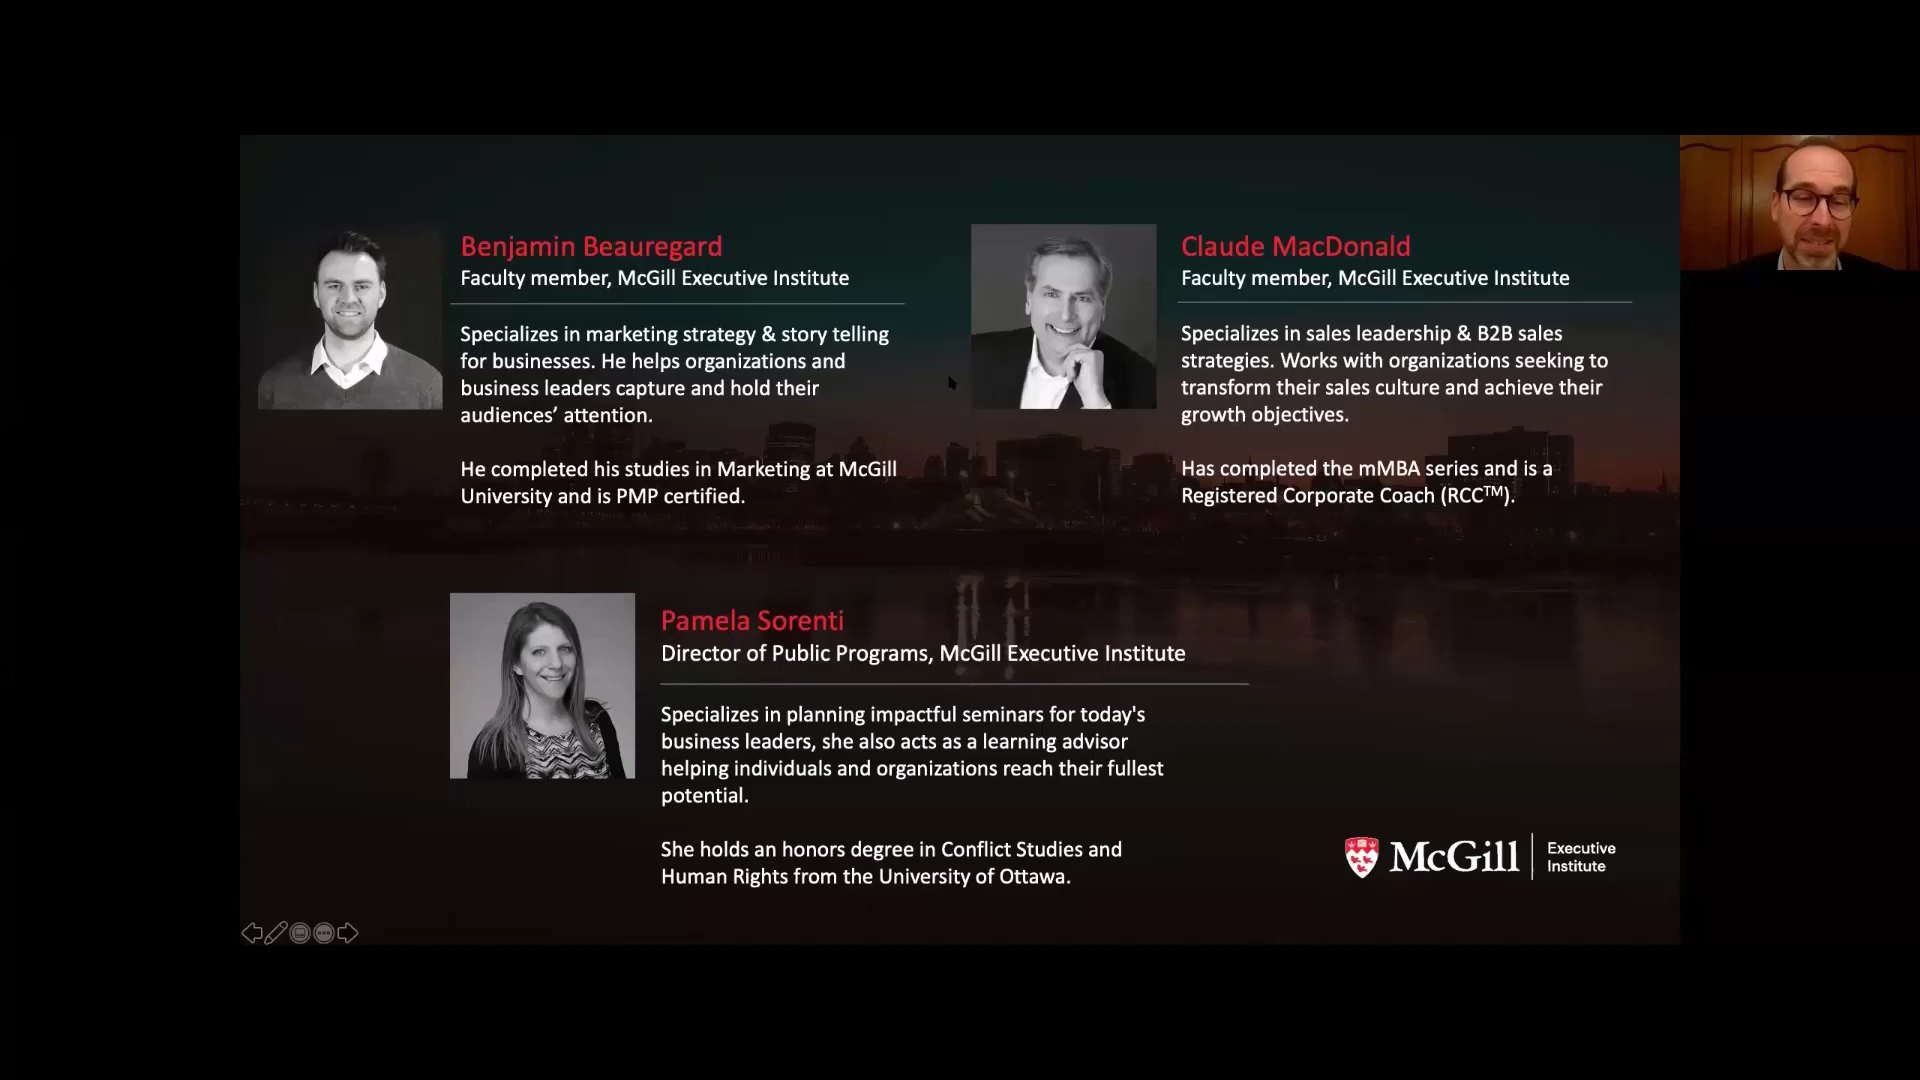 Benjamin Beauregard
Faculty member, McGill Executive Institute
Specializes in marketing strategy & story telling
for businesses. He helps organizations and
business leaders capture and hold their
audiences’ attention.
He completed his studies in Marketing at McGill
University and is PMP certified.
Claude MacDonald
Faculty member, McGill Executive Institute
Specializes in sales leadership & B2B sales
strategies. Works with organizations seeking to
transform their sales culture and achieve their
growth objectives.
Has completed the mMBA series and is a
Registered Corporate Coach (RCC™).
Pamela Sorenti
Director of Public Programs, McGill Executive Institute
Specializes in planning impactful seminars for today's
business leaders, she also acts as a learning advisor
helping individuals and organizations reach their fullest
potential.
She holds an honors degree in Conflict Studies and
Human Rights from the University of Ottawa.
McGill
Executive
Institute